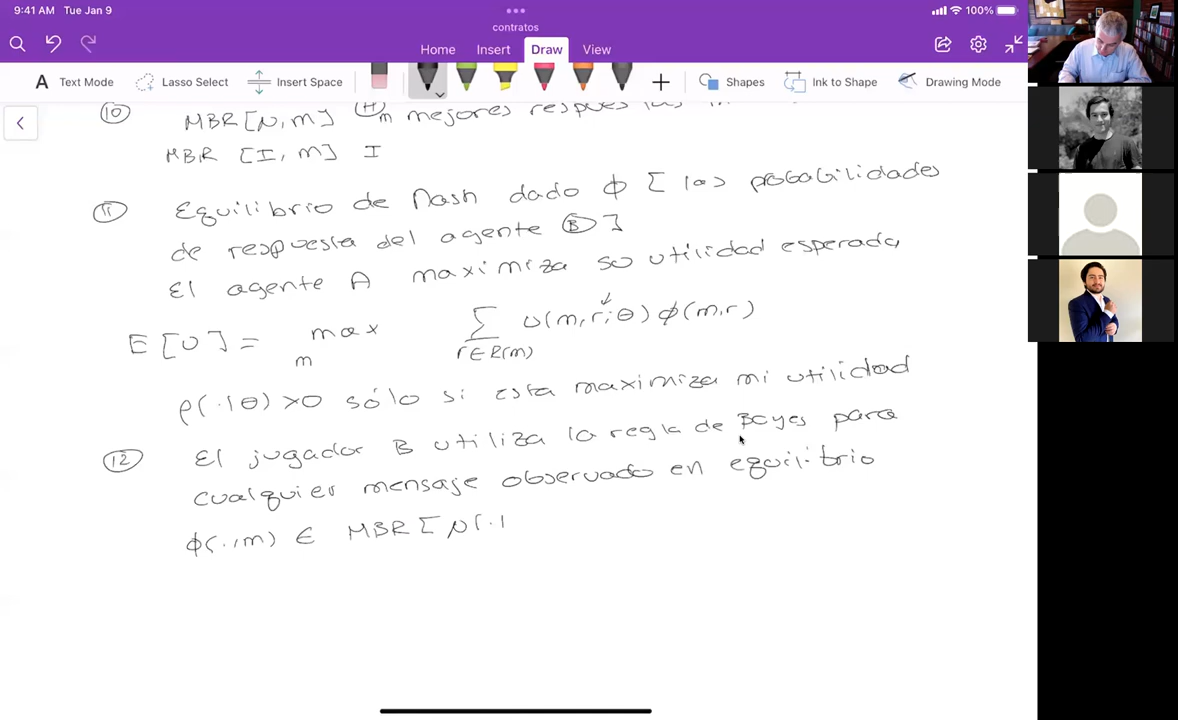 9:41 AM Tue Jan 9
100%
contratos
Home Insert Draw View
Text Mode Lasso Select Insert Space Shapes Ink to Shape Drawing Mode
10 MBR[μ, m] m mejores respuestas
MBR [I, m] I
11 Equilibrio de Nash dado φ [las probabilidades
de respuesta del agente B]
El agente A maximiza su utilidad esperada
E[U] = max Σ u(m,r;θ) φ(m,r)
m r∈R(m)
ρ(·|θ) >0 sólo si esta maximiza mi utilidad
12 El jugador B utiliza la regla de Bayes para
cualquier mensaje observado en equilibrio
φ(·,m) ∈ MBR[μ(·|